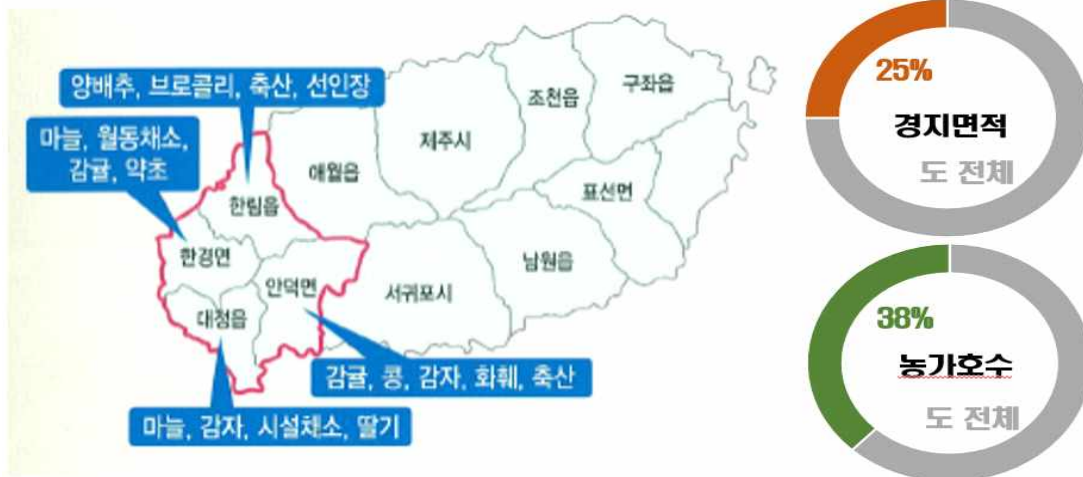 양배추, 브로콜리, 축산, 선인장
마늘, 월동채소,
감귤, 약초
조천읍
구좌읍
제주시
애월읍
표선면
한림읍
한경면
안덕면
서귀포시
남원읍
대정읍
감귤, 콩, 감자, 화훼, 축산
마늘, 감자, 시설채소, 딸기
25%
경지면적
도 전체
38%
농가호수
도 전체